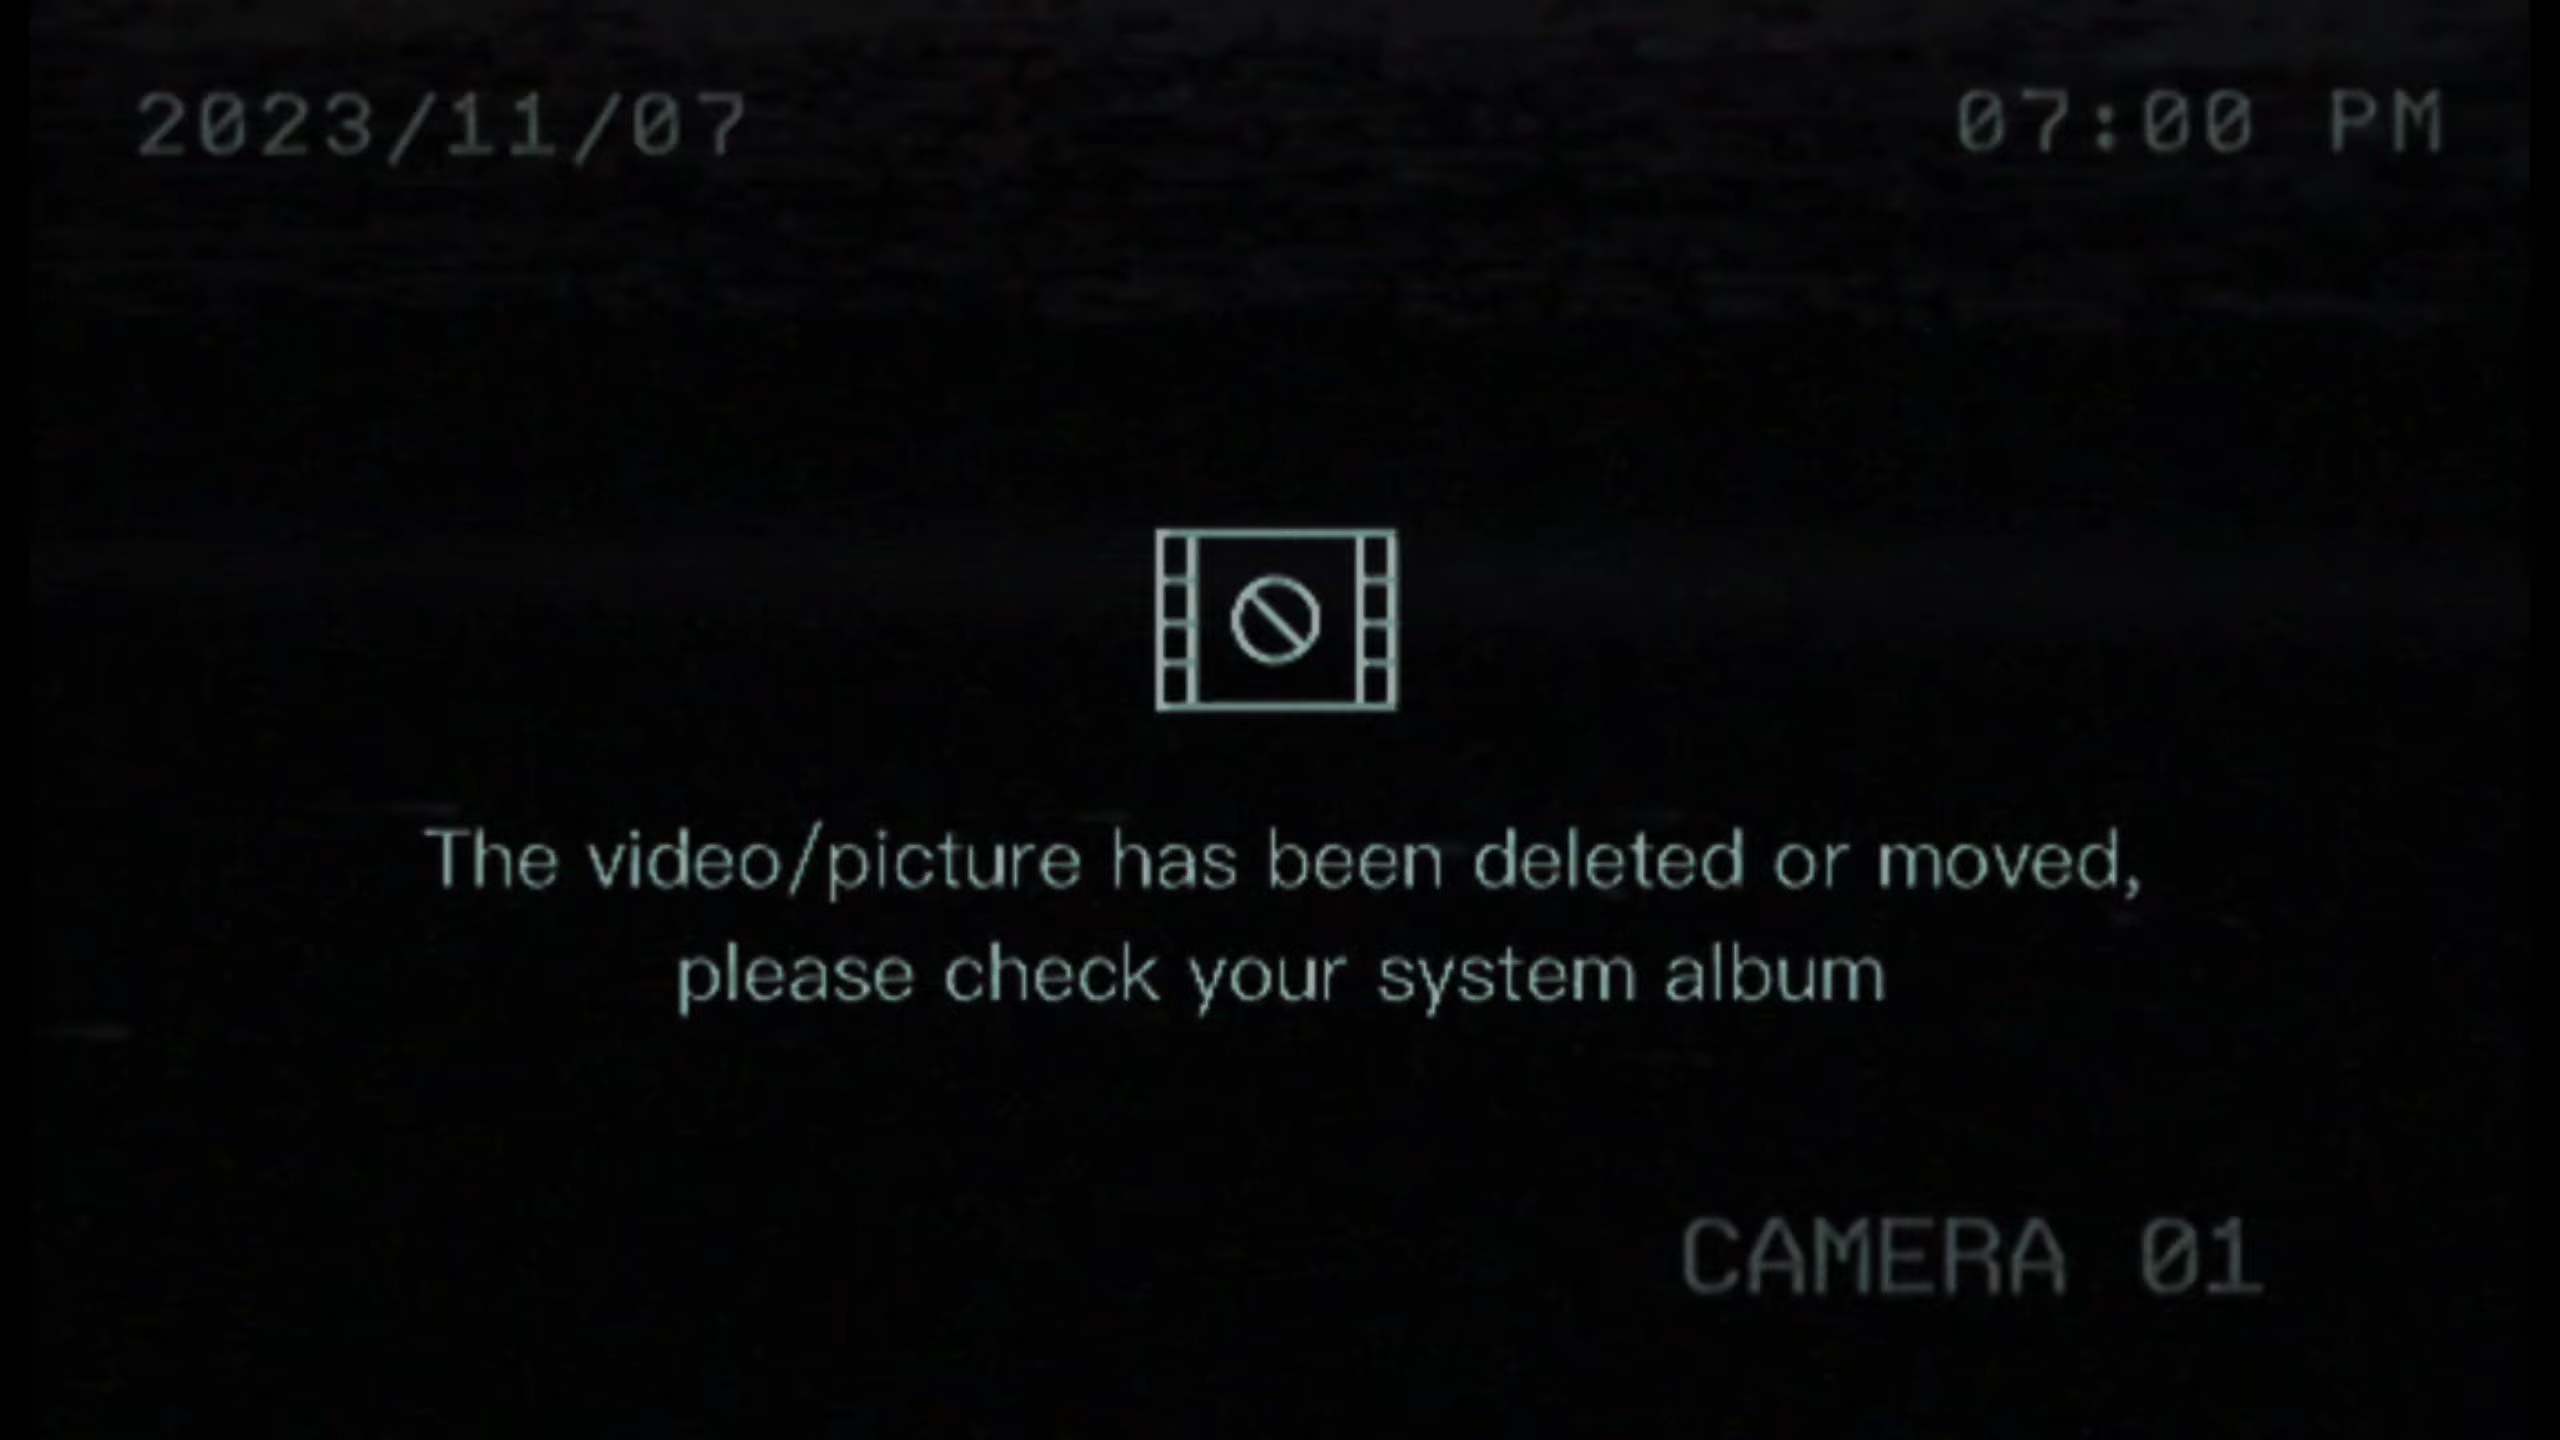 2023/11/07
07:00 PM
The video/picture has been deleted or moved,
please check your system album
CAMERA 01